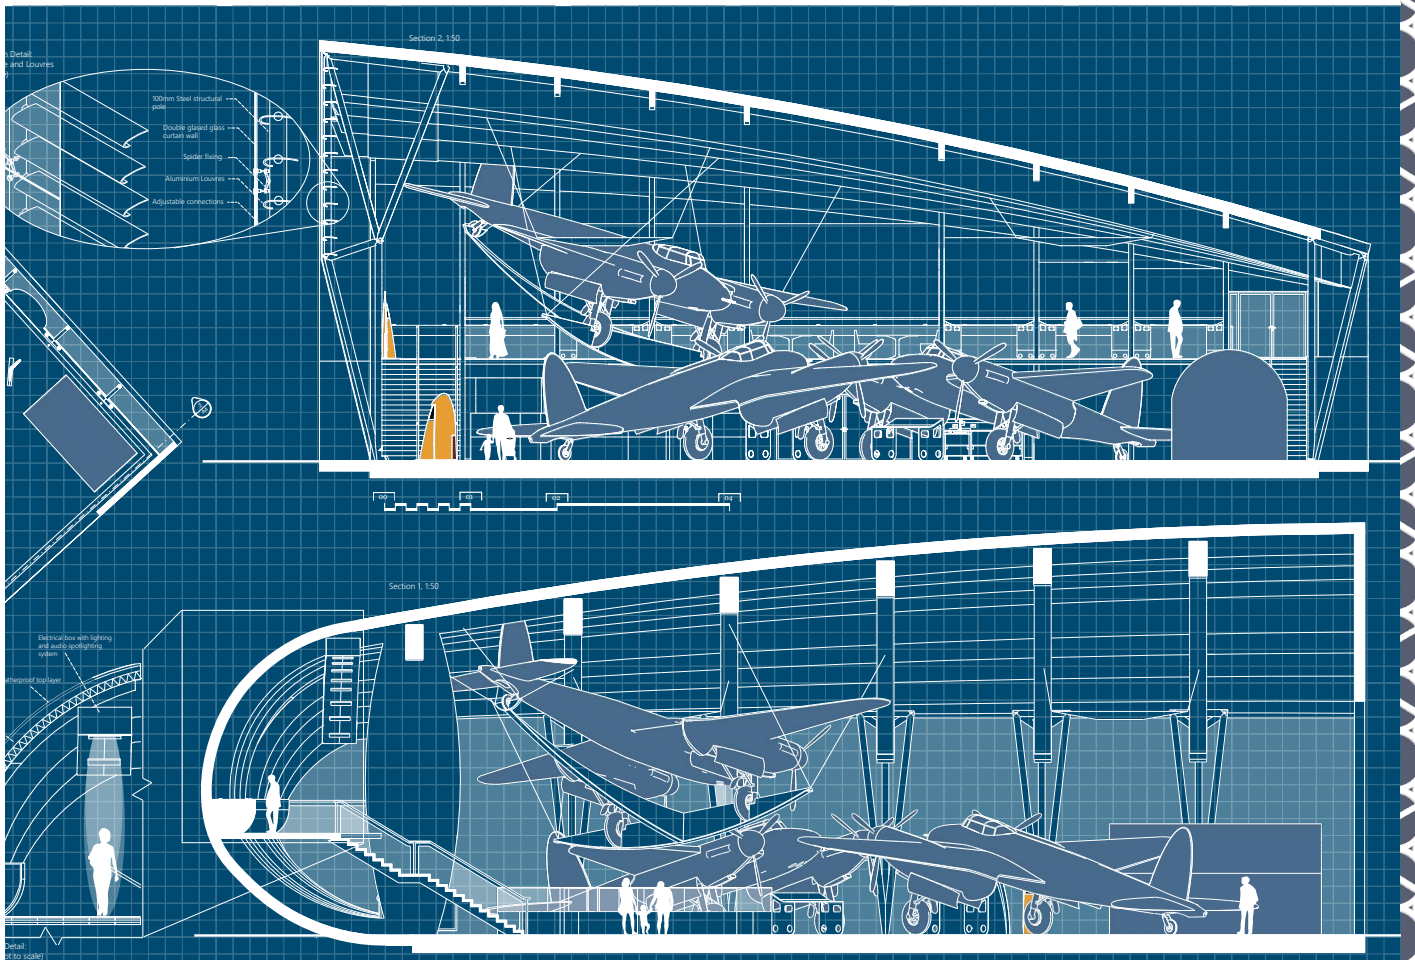 Section 2, 1:50
n Detail:
e and Louvres
e)
100mm Steel structural
pole
Double glased glass
curtain wall
Spider fixing
Aluminium Louvres
Adjustable connections
00
01
02
04
Section 1, 1:50
Electrical box with lighting
and audio spotlighting
system
atherproof top layer
Detail:
ot to scale)